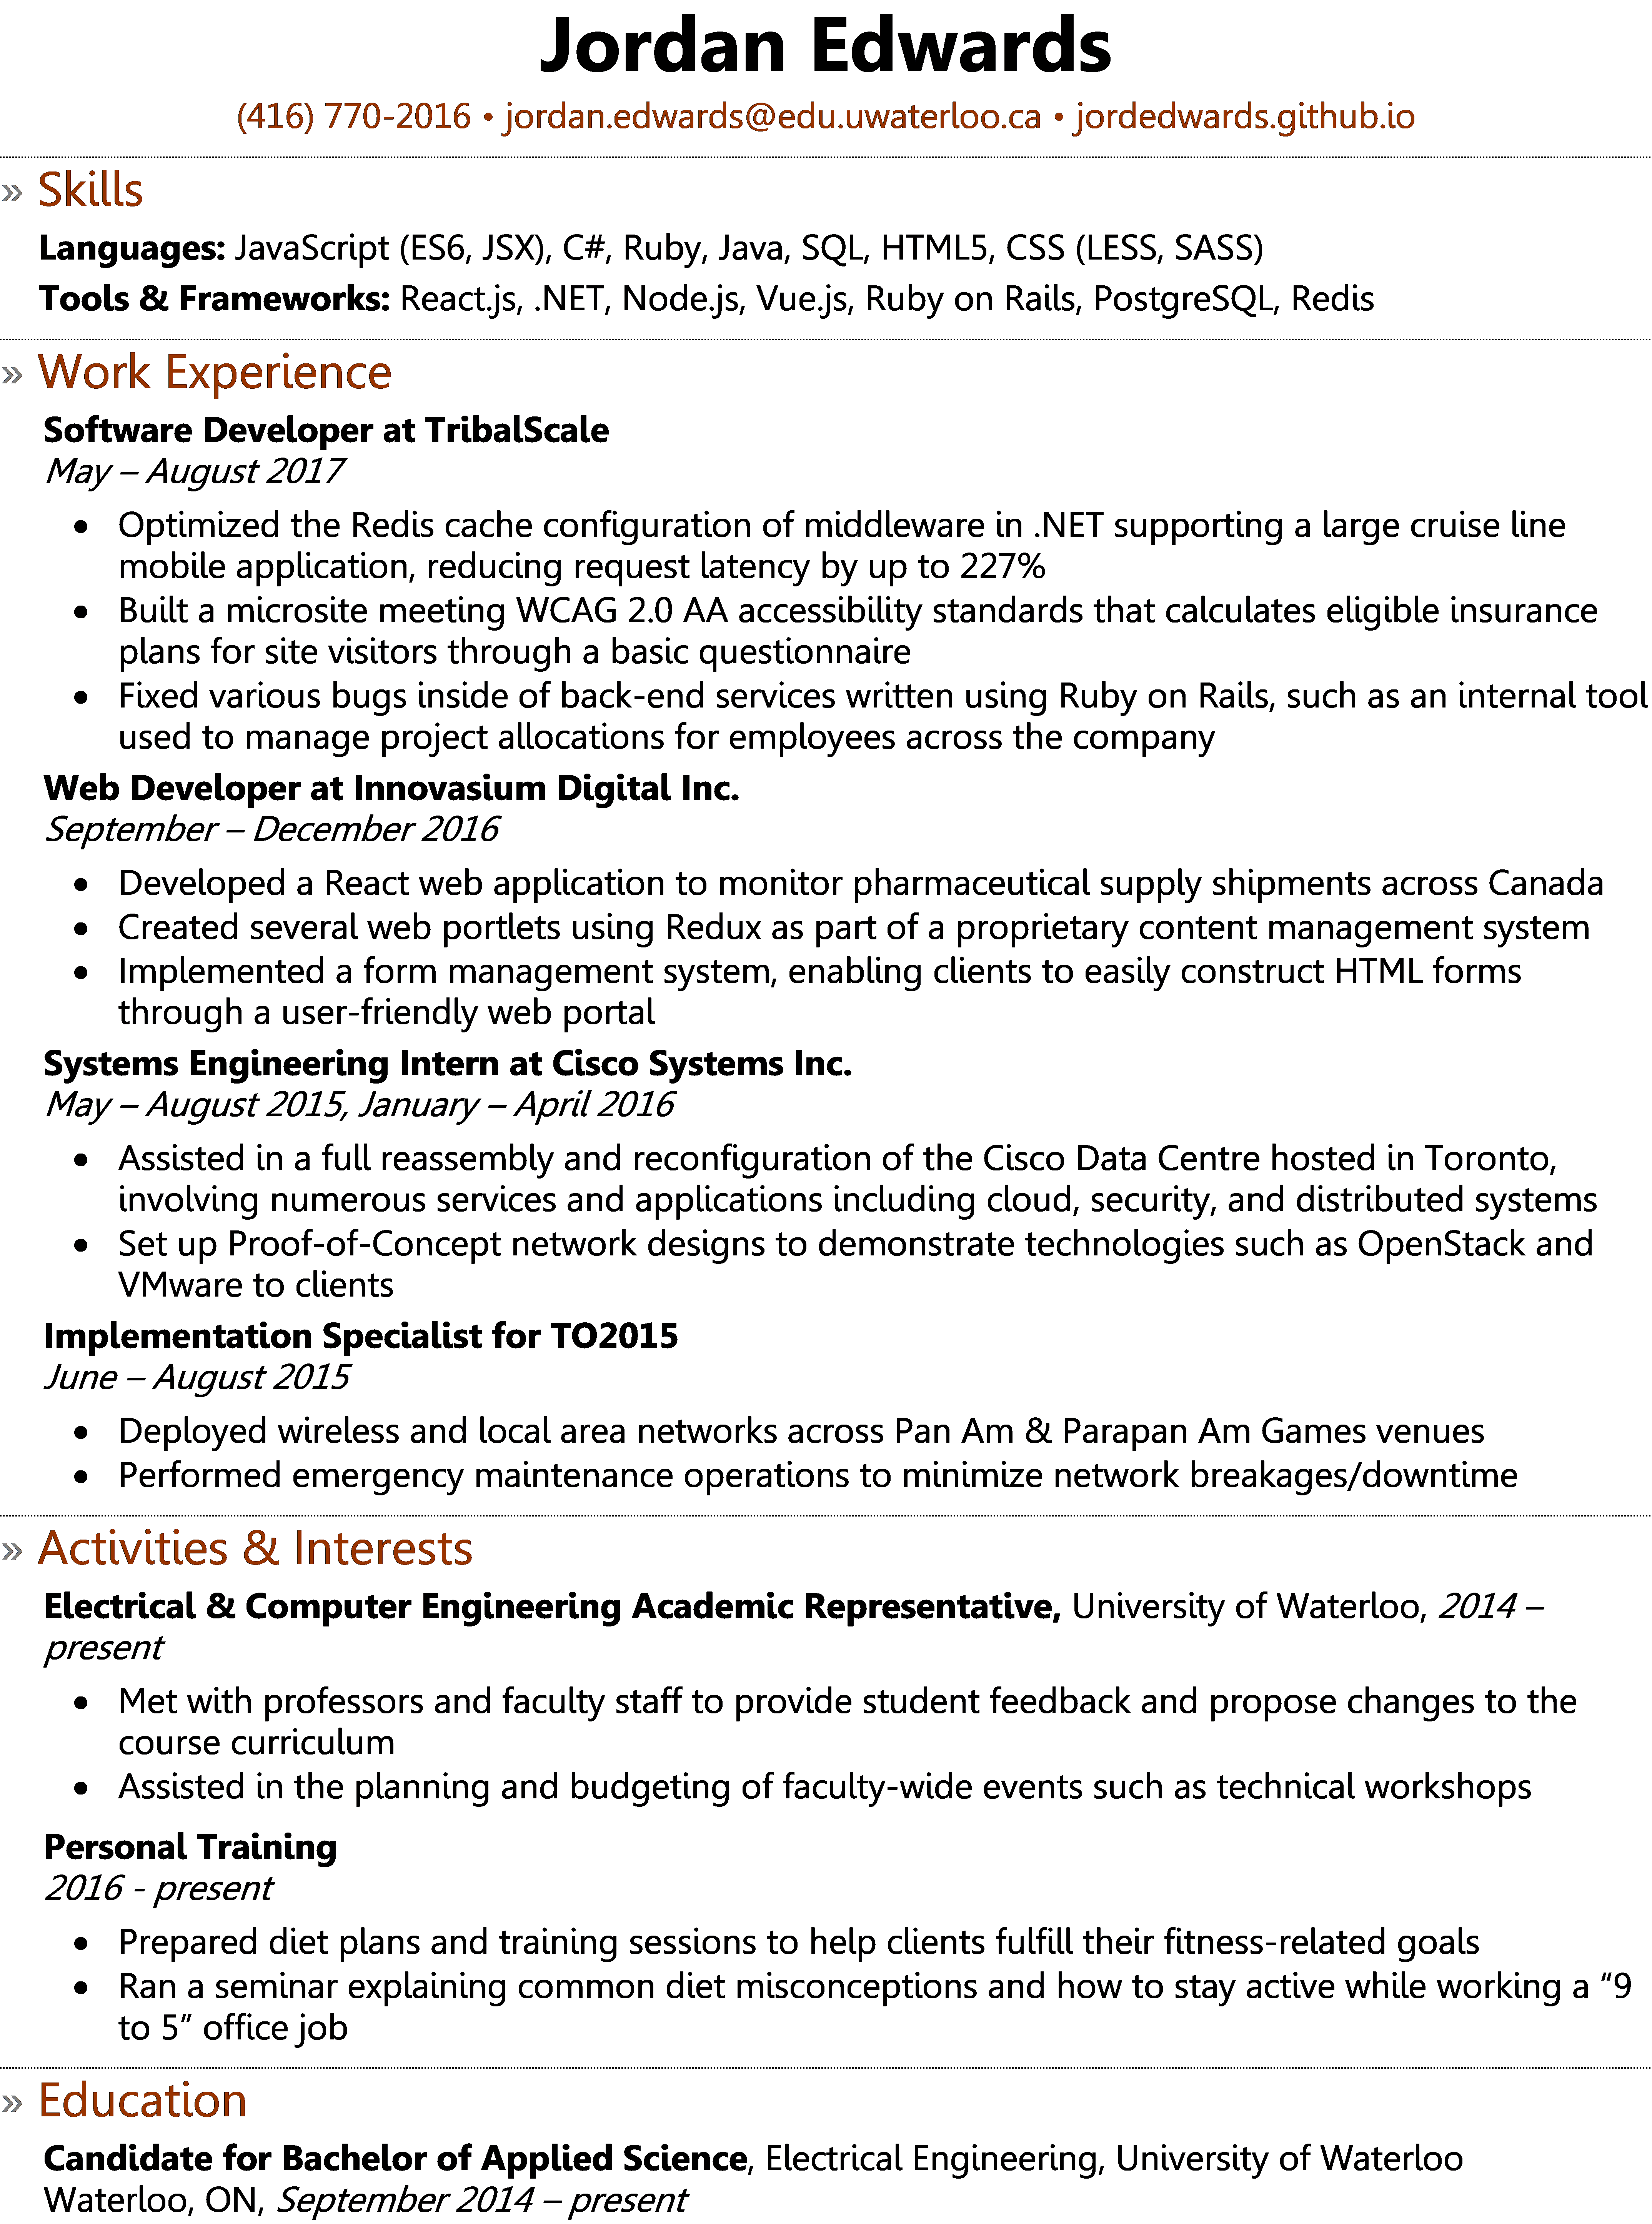 Jordan Edwards
(416) 770-2016 • jordan.edwards@edu.uwaterloo.ca • jordedwards.github.io
» Skills
Languages: JavaScript (ES6, JSX), C#, Ruby, Java, SQL, HTML5, CSS (LESS, SASS)
Tools & Frameworks: React.js, .NET, Node.js, Vue.js, Ruby on Rails, PostgreSQL, Redis
» Work Experience
Software Developer at TribalScale
May – August 2017
• Optimized the Redis cache configuration of middleware in .NET supporting a large cruise line
mobile application, reducing request latency by up to 227%
• Built a microsite meeting WCAG 2.0 AA accessibility standards that calculates eligible insurance
plans for site visitors through a basic questionnaire
• Fixed various bugs inside of back-end services written using Ruby on Rails, such as an internal tool
used to manage project allocations for employees across the company
Web Developer at Innovasium Digital Inc.
September – December 2016
• Developed a React web application to monitor pharmaceutical supply shipments across Canada
• Created several web portlets using Redux as part of a proprietary content management system
• Implemented a form management system, enabling clients to easily construct HTML forms
through a user-friendly web portal
Systems Engineering Intern at Cisco Systems Inc.
May – August 2015, January – April 2016
• Assisted in a full reassembly and reconfiguration of the Cisco Data Centre hosted in Toronto,
involving numerous services and applications including cloud, security, and distributed systems
• Set up Proof-of-Concept network designs to demonstrate technologies such as OpenStack and
VMware to clients
Implementation Specialist for TO2015
June – August 2015
• Deployed wireless and local area networks across Pan Am & Parapan Am Games venues
• Performed emergency maintenance operations to minimize network breakages/downtime
» Activities & Interests
Electrical & Computer Engineering Academic Representative, University of Waterloo, 2014 –
present
• Met with professors and faculty staff to provide student feedback and propose changes to the
course curriculum
• Assisted in the planning and budgeting of faculty-wide events such as technical workshops
Personal Training
2016 - present
• Prepared diet plans and training sessions to help clients fulfill their fitness-related goals
• Ran a seminar explaining common diet misconceptions and how to stay active while working a “9
to 5” office job
» Education
Candidate for Bachelor of Applied Science, Electrical Engineering, University of Waterloo
Waterloo, ON, September 2014 – present